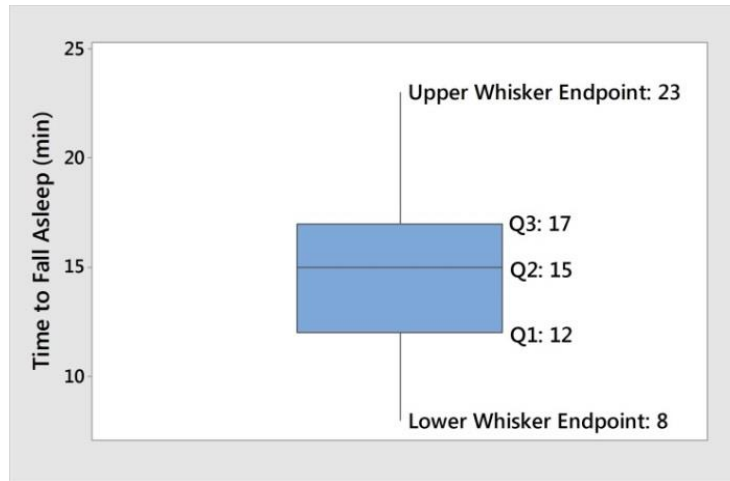 25
Upper Whisker Endpoint: 23
20
Time to Fall Asleep (min)
Q3: 17
15
Q2: 15
Q1: 12
10
Lower Whisker Endpoint: 8